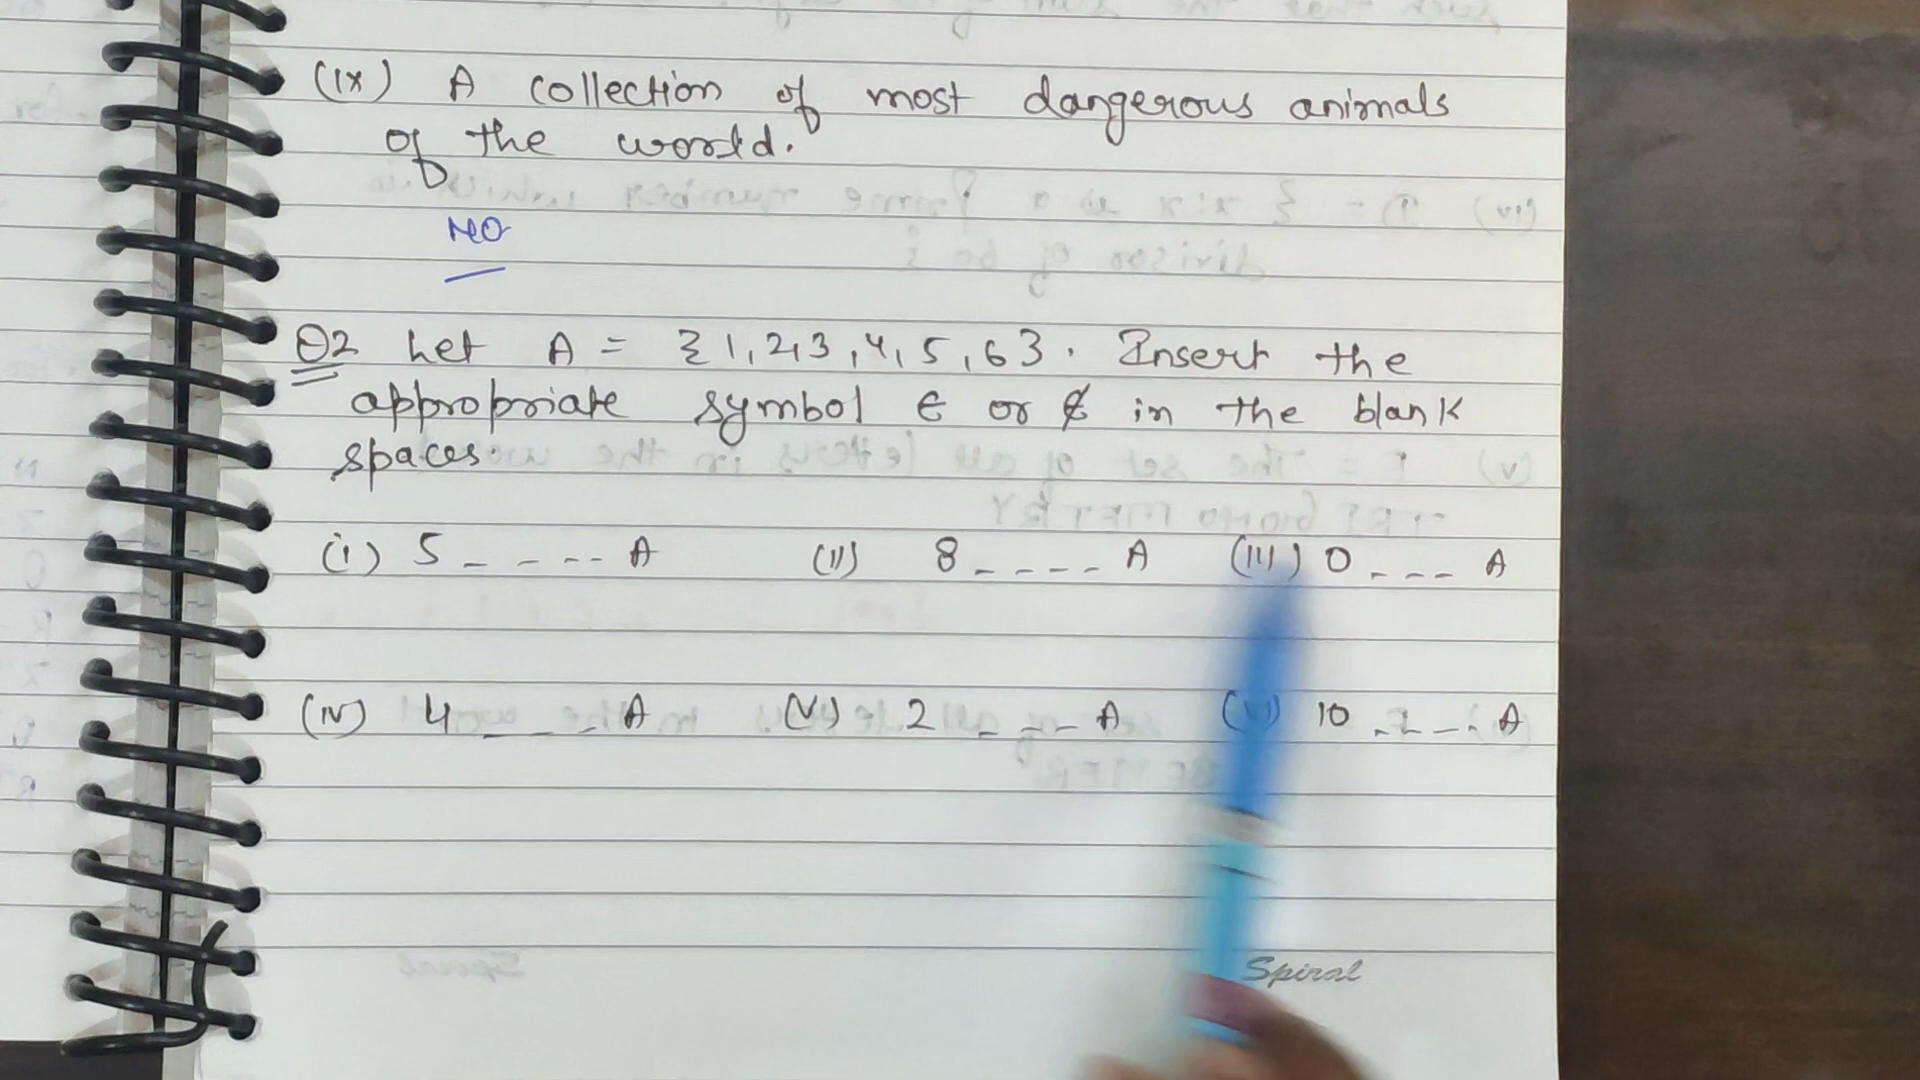 (ix) A collection of most dangerous animals
of the world.
NO
Q2 Let A = {1,2,3,4,5,6}. Insert the
appropriate symbol ∈ or ∉ in the blank
spaces.
(i) 5 _ _ _ _ A (ii) 8 _ _ _ _ A (iii) 0 _ _ _ A
(iv) 4 _ _ _ A (v) 2 _ _ _ A (vi) 10 _ _ _ . A
Spiral